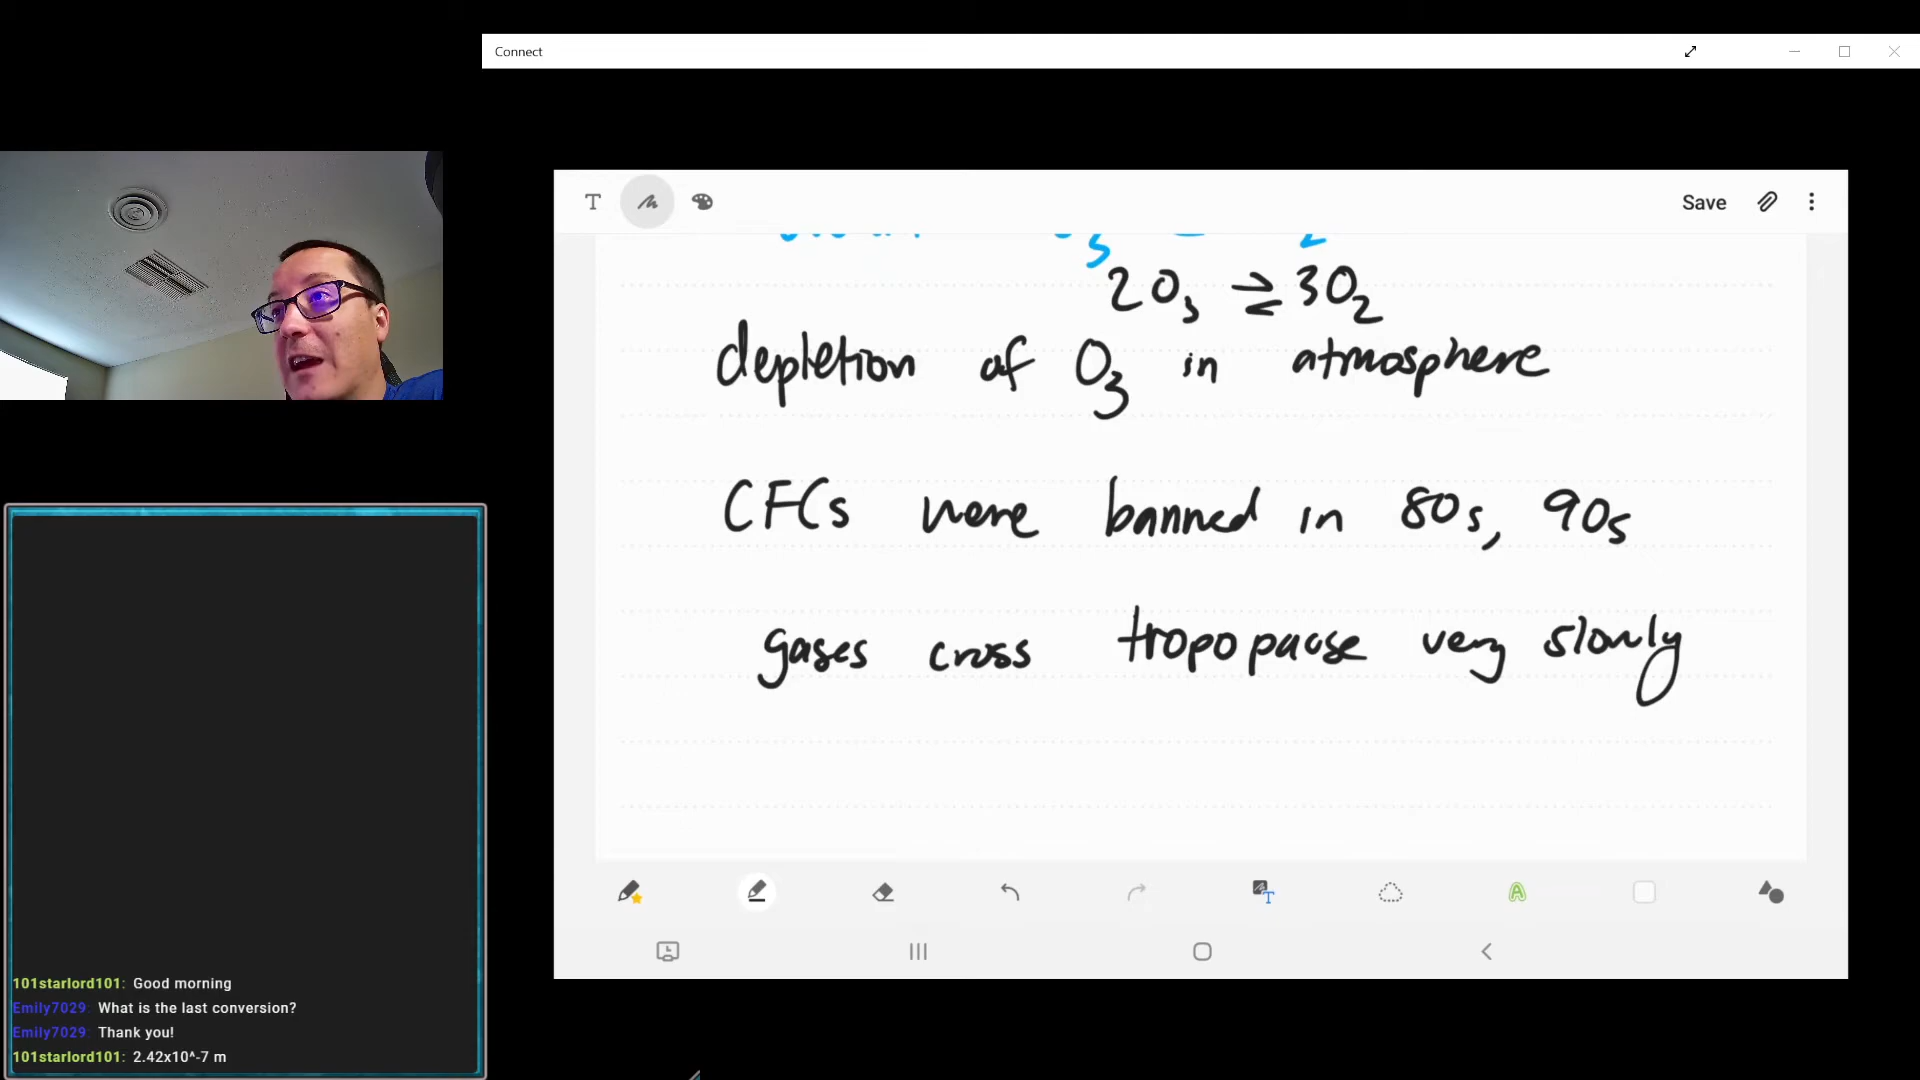 Connect
T Save
2O₃ ⇌ 3O₂
depletion of O₃ in atmosphere
CFCs were banned in 80s, 90s
gases cross tropopause very slowly
101starlord101: Good morning
Emily7029: What is the last conversion?
Emily7029: Thank you!
101starlord101: 2.42x10^-7 m